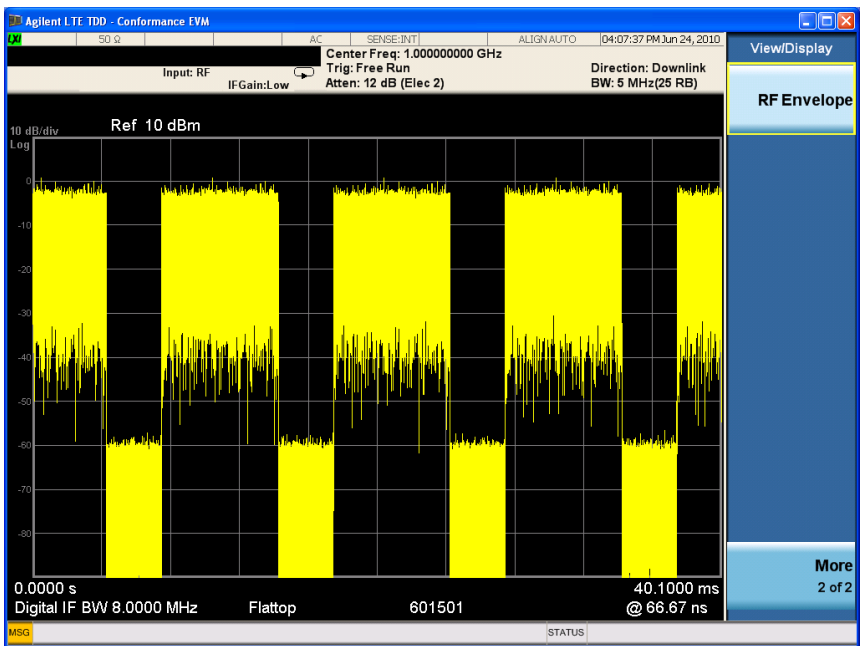 Agilent LTE TDD - Conformance EVM
LXI 50 Ω AC SENSE:INT ALIGN AUTO 04:07:37 PM Jun 24, 2010
Center Freq: 1.000000000 GHz
Input: RF Trig: Free Run Direction: Downlink
IFGain:Low Atten: 12 dB (Elec 2) BW: 5 MHz(25 RB)
View/Display
RF Envelope
10 dB/div Ref 10 dBm
Log
0
-10
-20
-30
-40
-50
-60
-70
-80
0.0000 s 40.1000 ms
Digital IF BW 8.0000 MHz Flattop 601501 @ 66.67 ns
More
2 of 2
MSG STATUS